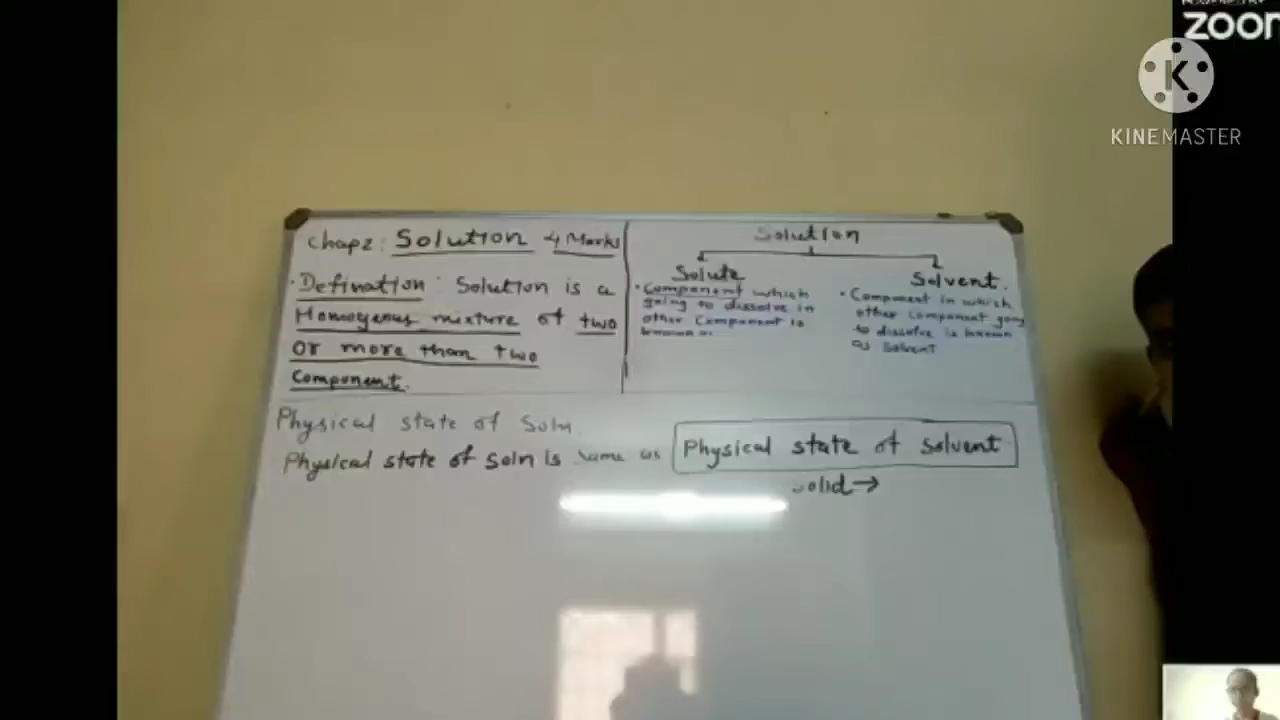 Chap 2: Solution 4 Marks
• Defination: Solution is a
Homogenous mixture of two
or more than two
Component.
Solution
Solute
• Component which
going to dissolve in
other Component is
known as
Solvent.
• Component in which
other component going
to dissolve is known
as solvent
Physical state of Soln.
Physical state of soln is same as Physical state of solvent
solid →
zoom
KINEMASTER